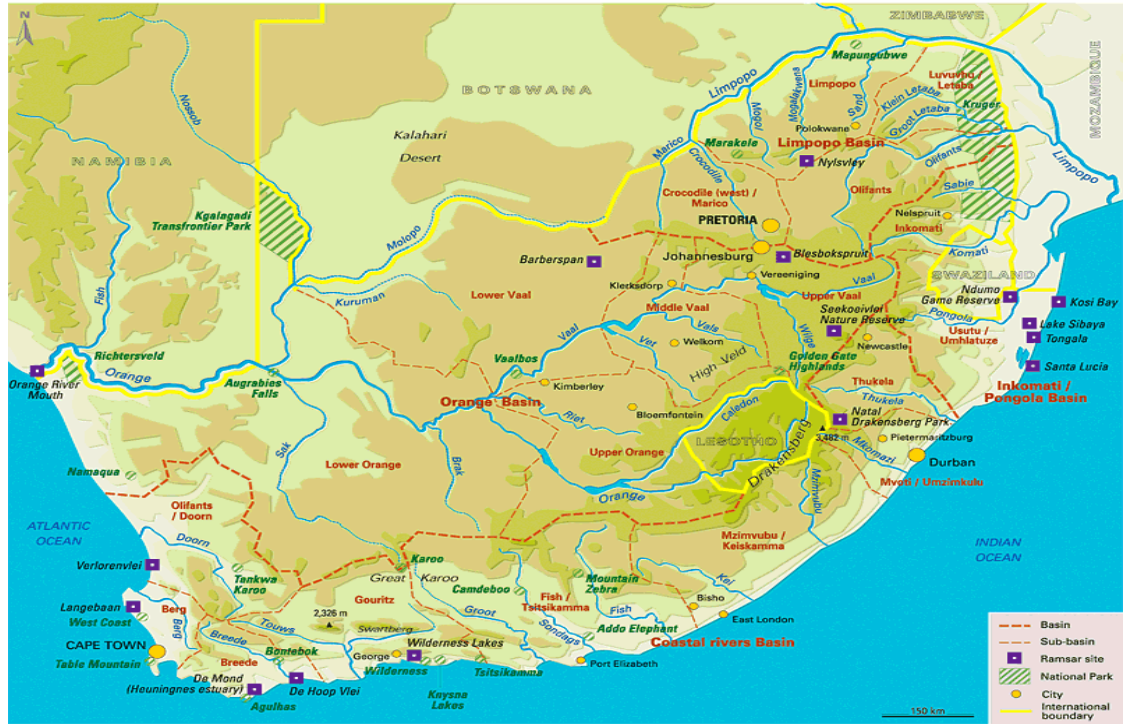 N
ZIMBABWE
MOZAMBIQUE
BOTSWANA
NAMIBIA
Nossob
Kalahari
Desert
Mapungubwe
Limpopo
Limpopo
Luvuvhu /
Letaba
Mogalakwena
Mogol
Sand
Klein Letaba
Groot Letaba
Kruger
Polokwane
Marakele
Marico
Crocodile
Limpopo Basin
Nylsvley
Olifants
Limpopo
Kgalagadi
Transfrontier Park
Crocodile (west) /
Marico
Olifants
Sabie
PRETORIA
Nelspruit
Inkomati
Molopo
Fish
Barberspan
Johannesburg
Blesbokspruit
Komati
Vereeniging
SWAZILAND
Kuruman
Lower Vaal
Klerksdorp
Vaal
Upper Vaal
Ndumo
Game Reserve
Kosi Bay
Middle Vaal
Seekoeivlei
Nature Reserve
Pongola
Lake Sibaya
Vaal
Vals
Wilge
Usutu /
Umhlatuze
Tongala
Richtersveld
Vaalbos
Vet
Welkom
Newcastle
High Veld
Golden Gate
Highlands
Santa Lucia
Orange River
Mouth
Orange
Augrabies
Falls
Kimberley
Thukela
Inkomati /
Pongola Basin
Orange Basin
Riet
Bloemfontein
Caledon
Thukela
Natal
Drakensberg Park
LESOTHO
3,482 m
Pietermaritzburg
Sak
Lower Orange
Brak
Upper Orange
Drakensberg
Mkomazi
Durban
Namaqua
Orange
Mzimvubu
Mvoti / Umzimkulu
Olifants
/ Doorn
ATLANTIC
OCEAN
Doorn
Mzimvubu /
Keiskamma
INDIAN
OCEAN
Verlorenvlei
Tankwa
Karoo
Karoo
Great Karoo
Camdeboo
Mountain
Zebra
Kei
Langebaan
West Coast
Berg
Berg
2,326 m
Gouritz
Groot
Fish /
Tsitsikamma
Fish
Bisho
East London
Touws
Swartberg
Sondags
Addo Elephant
Coastal rivers Basin
CAPE TOWN
Table Mountain
Breede
Breede
Bontebok
George
Wilderness Lakes
Wilderness
Tsitsikamma
Port Elizabeth
De Mond
(Heuningnes estuary)
De Hoop Vlei
Knysna
Lakes
Agulhas
Basin
Sub-basin
Ramsar site
National Park
City
International
boundary
150 km